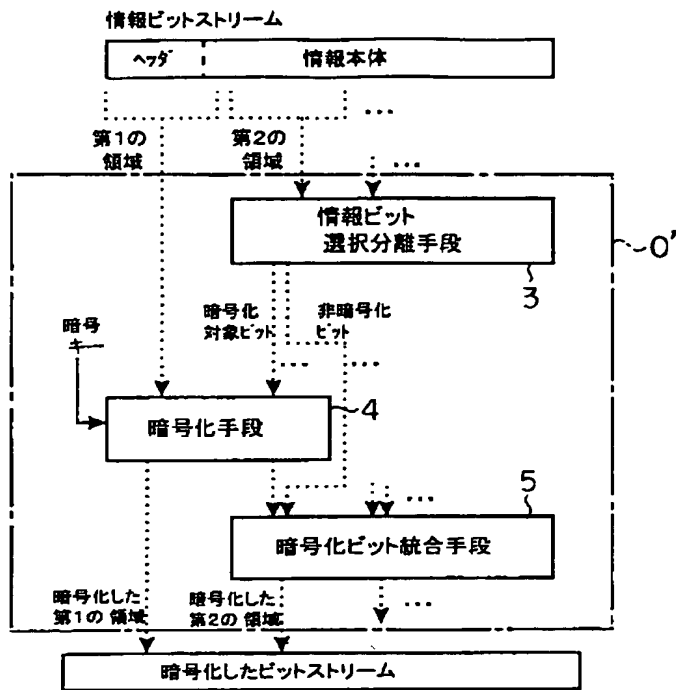 情報ビットストリーム
ヘッダ
情報本体
...
第1の
領域
第2の
領域
...
情報ビット
選択分離手段
3
O'
暗号化
対象ビット
非暗号化
ビット
...
...
暗号
キー
暗号化手段
4
...
5
暗号化ビット統合手段
暗号化した
第1の 領域
暗号化した
第2の 領域
...
暗号化したビットストリーム